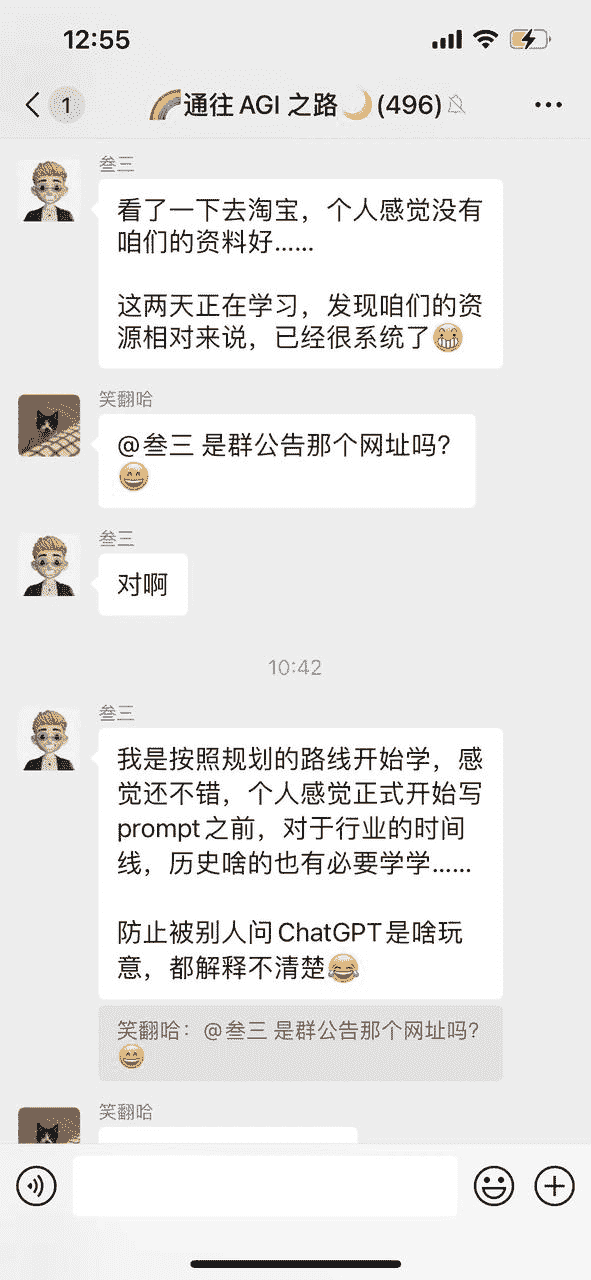 12:55
1
🌈通往AGI 之路🌙(496)
叁三
看了一下去淘宝，个人感觉没有
咱们的资料好……
这两天正在学习，发现咱们的资
源相对来说，已经很系统了😁
笑翻哈
@叁三 是群公告那个网址吗？
😄
叁三
对啊
10:42
叁三
我是按照规划的路线开始学，感
觉还不错，个人感觉正式开始写
prompt之前，对于行业的时间
线，历史啥的也有必要学学……
防止被别人问ChatGPT是啥玩
意，都解释不清楚😂
笑翻哈：@叁三 是群公告那个网址吗？
😄
笑翻哈